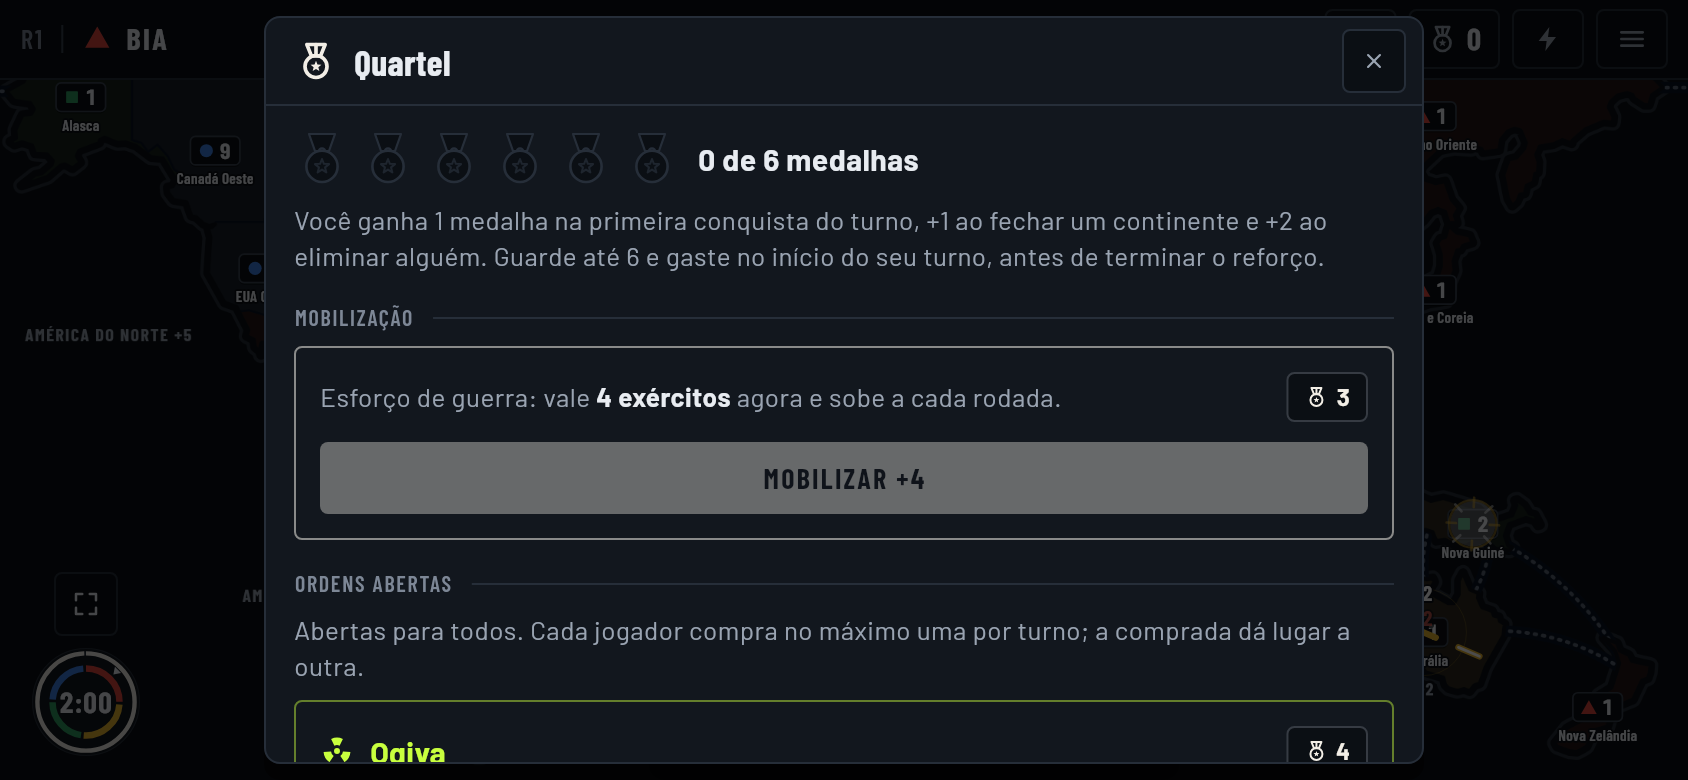 R1
BIA
Quartel
0
1
Alasca
9
Canadá Oeste
1
Oriente
0 de 6 medalhas
Você ganha 1 medalha na primeira conquista do turno, +1 ao fechar um continente e +2 ao
eliminar alguém. Guarde até 6 e gaste no início do seu turno, antes de terminar o reforço.
EUA
1
e Coreia
MOBILIZAÇÃO
AMÉRICA DO NORTE +5
Esforço de guerra: vale 4 exércitos agora e sobe a cada rodada.
3
MOBILIZAR +4
2
Nova Guiné
ORDENS ABERTAS
Abertas para todos. Cada jogador compra no máximo uma por turno; a comprada dá lugar a
outra.
2:00
Ogiva
4
1
Nova Zelândia